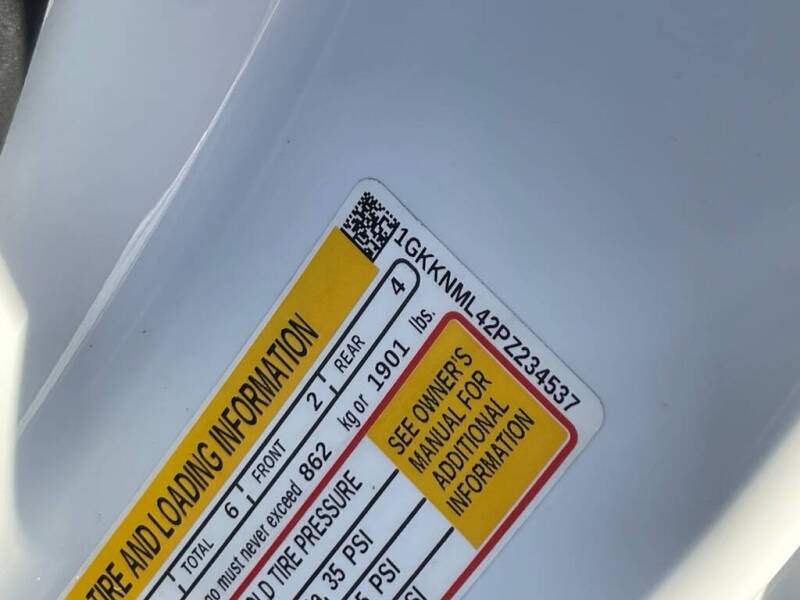 1GKKNML42PZ234537
TIRE AND LOADING INFORMATION
TOTAL 6 FRONT 2 REAR 4
must never exceed 862 kg or 1901 lbs.
TIRE PRESSURE
SEE OWNER'S
MANUAL FOR
ADDITIONAL
INFORMATION
35 PSI
PSI